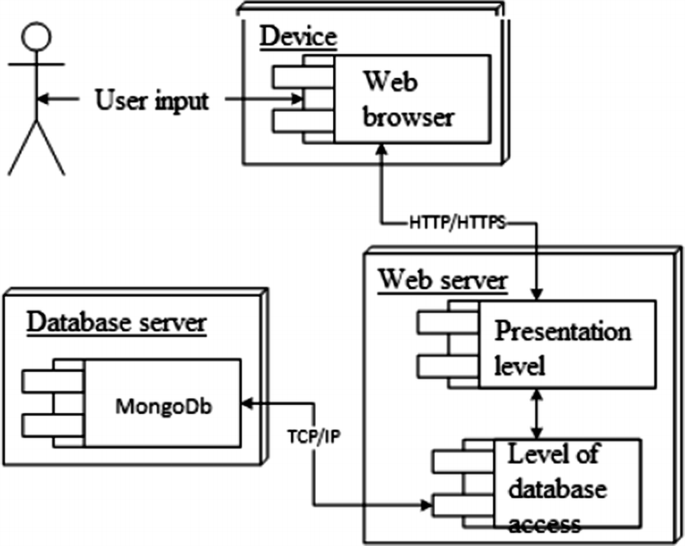 Device
Web
browser
User input
HTTP/HTTPS
Web server
Presentation
level
Database server
MongoDb
TCP/IP
Level of
database
access